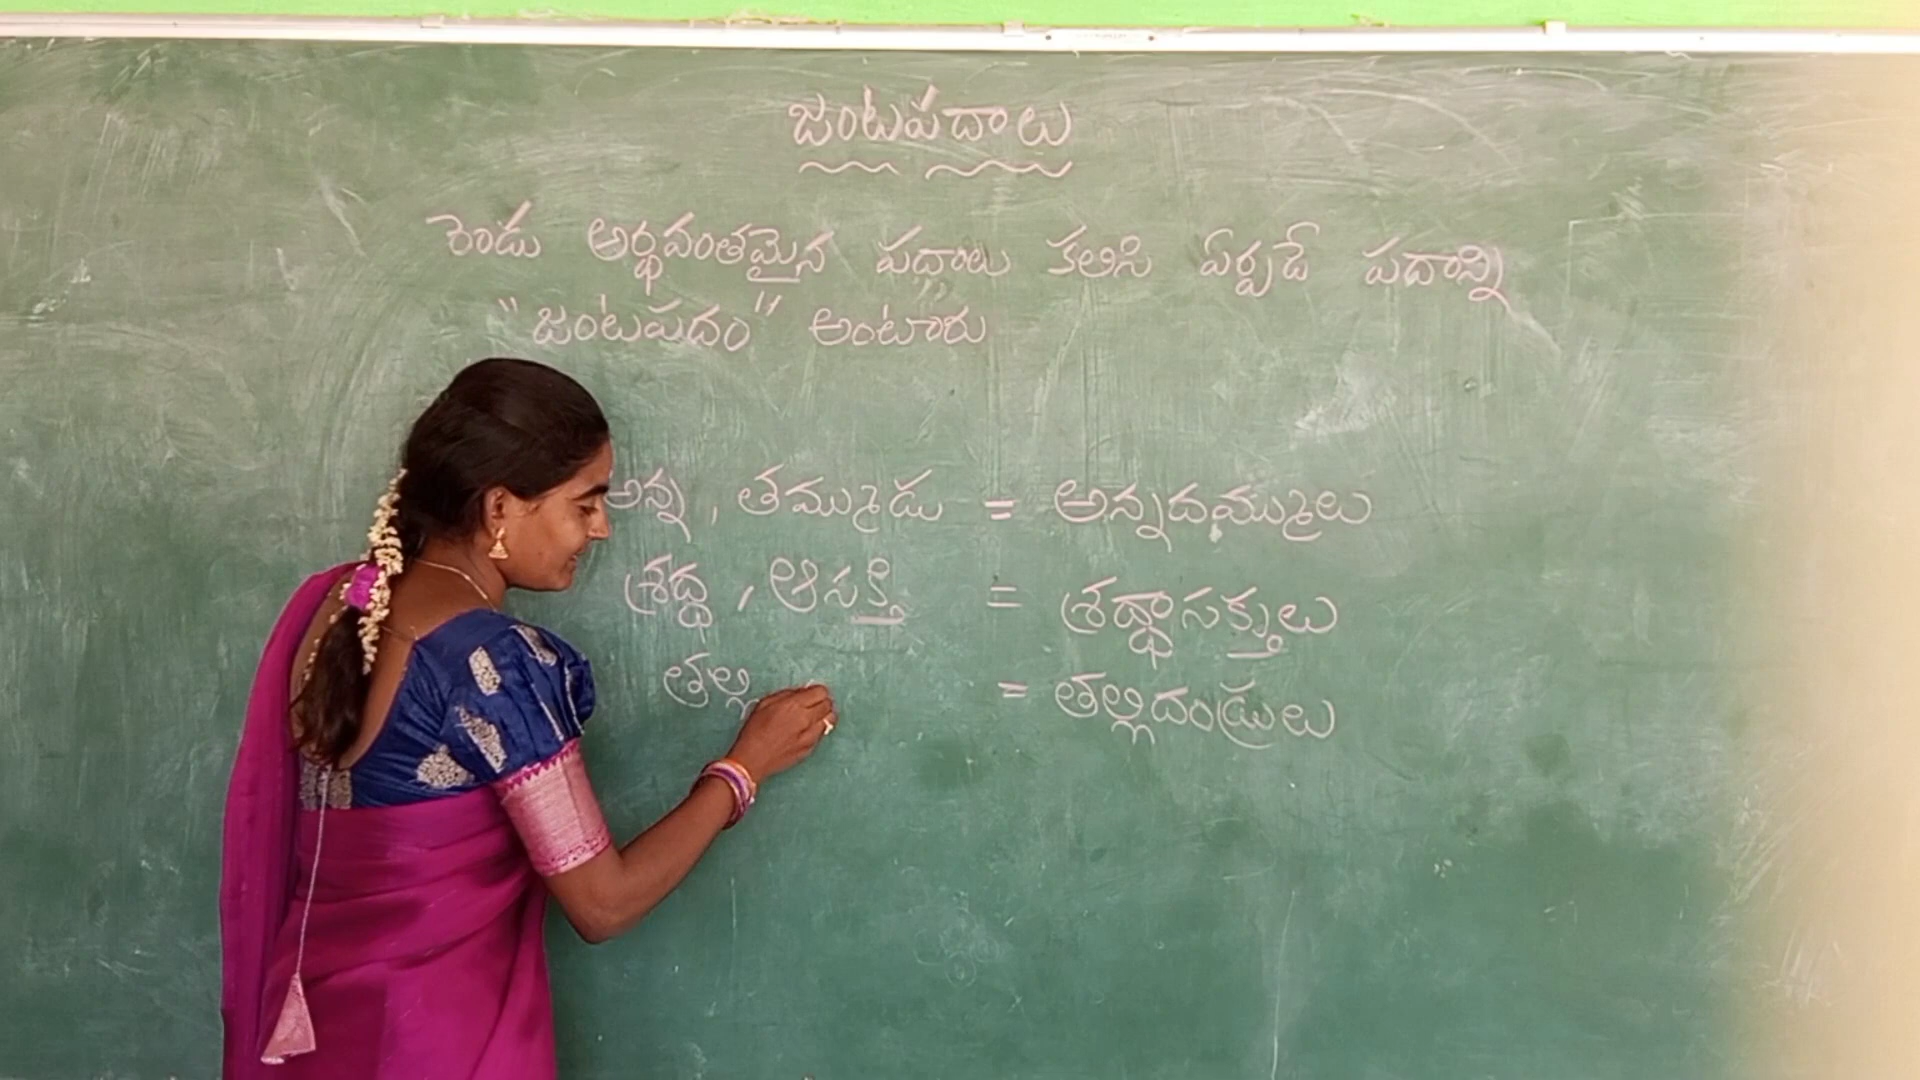 జంటపదాలు
రెండు అర్థవంతమైన పద్గాలు కలిసి ఏర్పడే పదాన్ని
"జంటపదం" అంటారు
అన్న, తమ్ముడు = అన్నదమ్ములు
శ్రద్ద, ఆసక్తి = శ్రద్ధాసక్తులు
తల్లి = తల్లిదండ్రులు